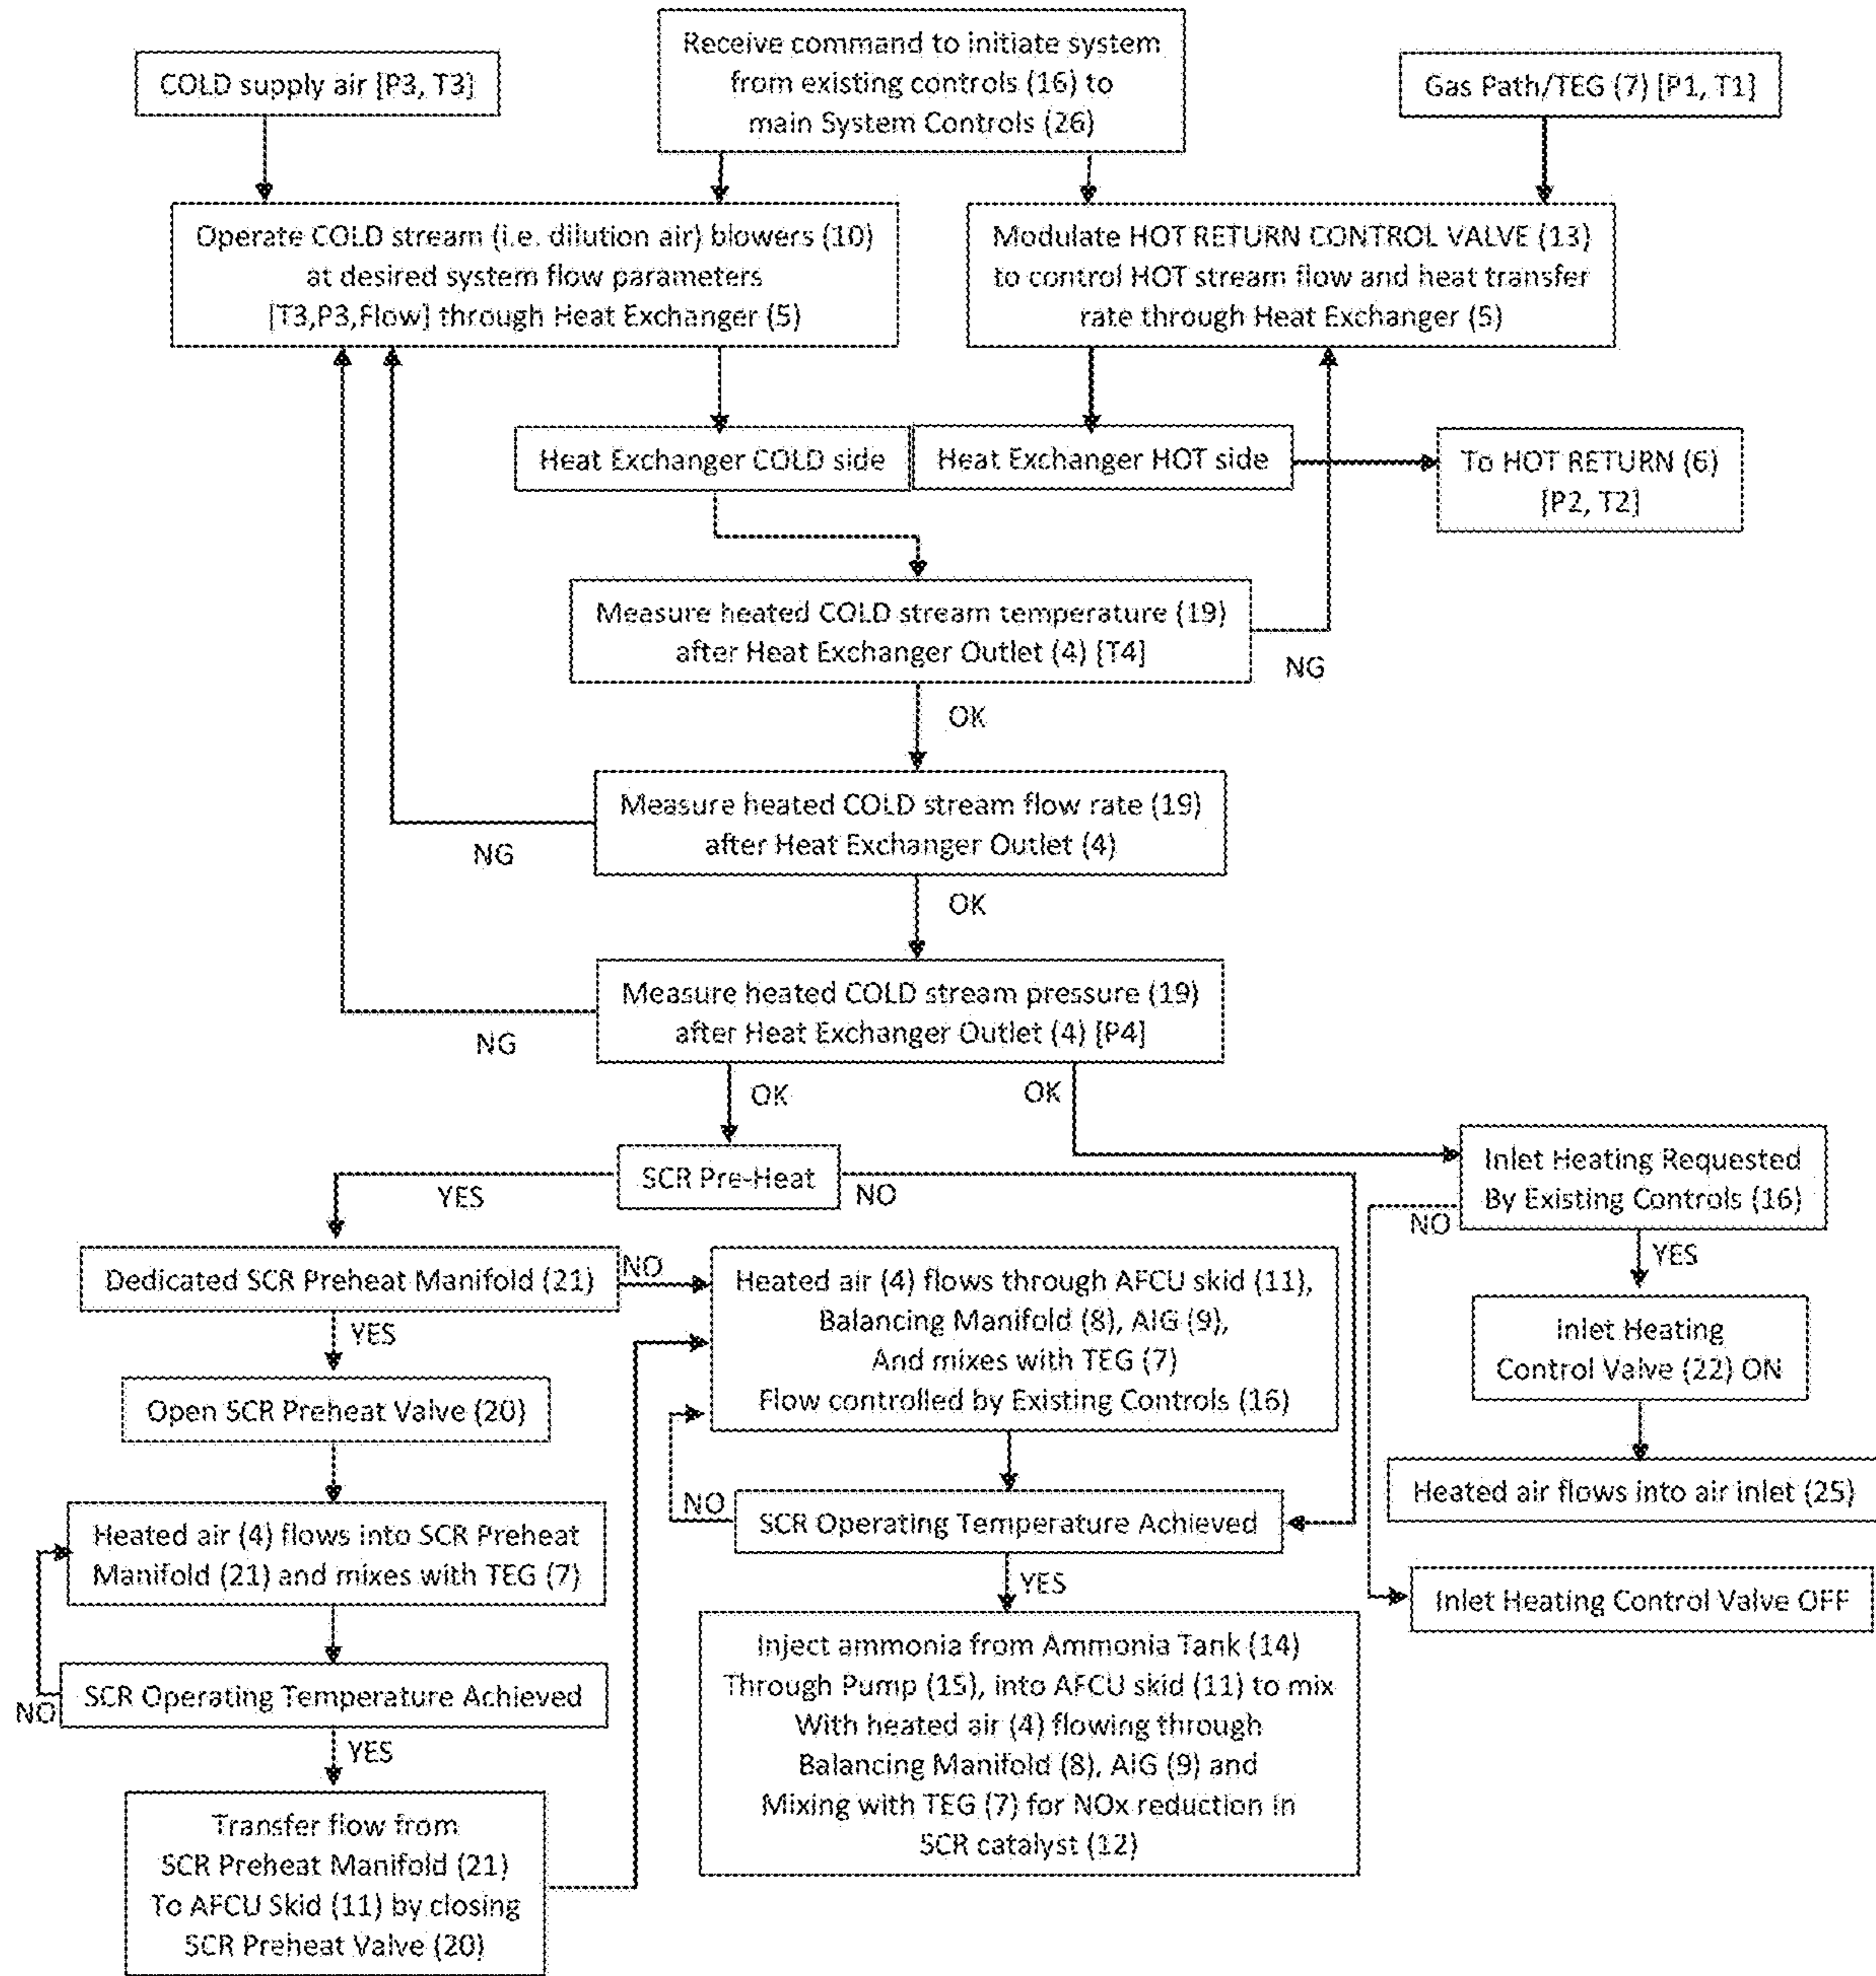 Receive command to initiate system
from existing controls (16) to
main System Controls (26)
COLD supply air [P3, T3]
Gas Path/TEG (7) [P1, T1]
Operate COLD stream (i.e. dilution air) blowers (10)
at desired system flow parameters
[T3,P3,Flow] through Heat Exchanger (5)
Modulate HOT RETURN CONTROL VALVE (13)
to control HOT stream flow and heat transfer
rate through Heat Exchanger (5)
Heat Exchanger COLD side
Heat Exchanger HOT side
To HOT RETURN (6)
[P2, T2]
Measure heated COLD stream temperature (19)
after Heat Exchanger Outlet (4) [T4]
NG
OK
Measure heated COLD stream flow rate (19)
after Heat Exchanger Outlet (4)
NG
OK
Measure heated COLD stream pressure (19)
after Heat Exchanger Outlet (4) [P4]
NG
OK
OK
SCR Pre-Heat
YES
NO
Inlet Heating Requested
By Existing Controls (16)
NO
YES
Dedicated SCR Preheat Manifold (21)
NO
YES
Heated air (4) flows through AFCU skid (11),
Balancing Manifold (8), AIG (9),
And mixes with TEG (7)
Flow controlled by Existing Controls (16)
Inlet Heating
Control Valve (22) ON
Open SCR Preheat Valve (20)
Heated air flows into air inlet (25)
Heated air (4) flows into SCR Preheat
Manifold (21) and mixes with TEG (7)
NO
SCR Operating Temperature Achieved
YES
Inlet Heating Control Valve OFF
SCR Operating Temperature Achieved
NO
YES
Inject ammonia from Ammonia Tank (14)
Through Pump (15), into AFCU skid (11) to mix
With heated air (4) flowing through
Balancing Manifold (8), AIG (9) and
Mixing with TEG (7) for NOx reduction in
SCR catalyst (12)
Transfer flow from
SCR Preheat Manifold (21)
To AFCU Skid (11) by closing
SCR Preheat Valve (20)